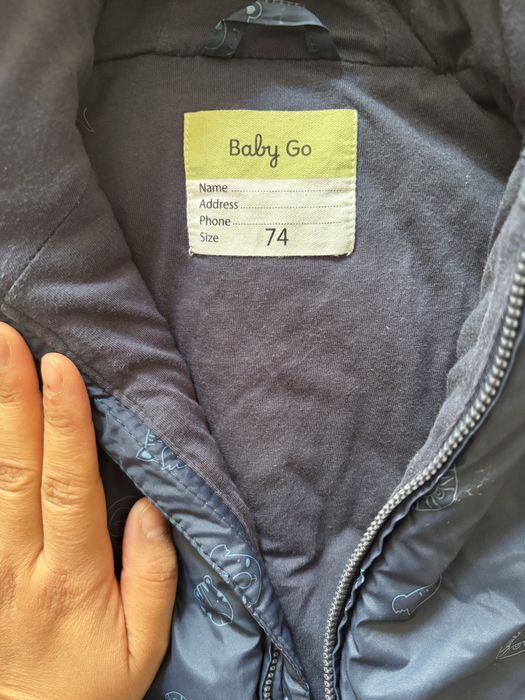 Baby Go
Name
Address
Phone
Size 74